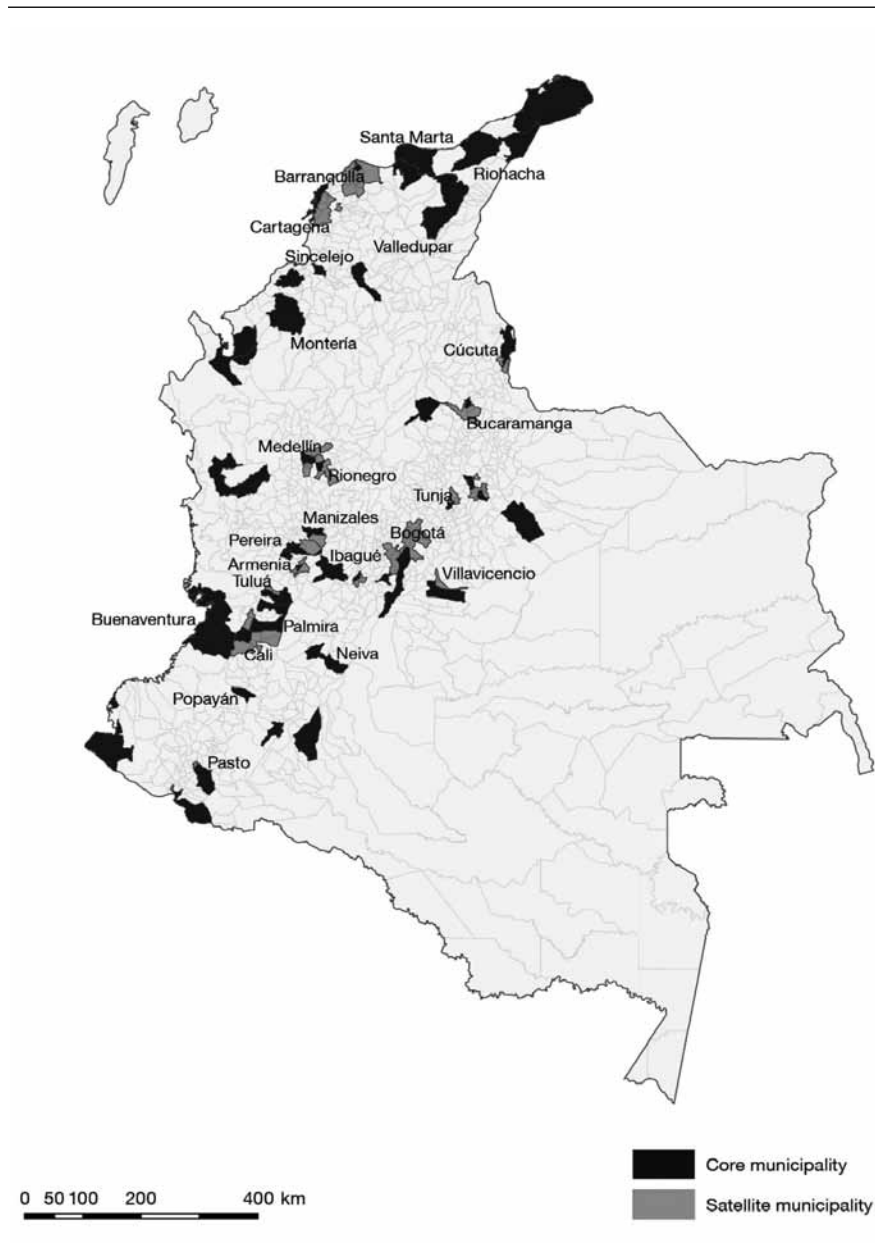 Santa Marta
Barranquilla
Riohacha
Cartagena
Valledupar
Sincelejo
Montería
Cúcuta
Bucaramanga
Medellín
Rionegro
Tunja
Manizales
Bogotá
Pereira
Ibagué
Armenia
Villavicencio
Tuluá
Buenaventura
Palmira
Cali
Neiva
Popayán
Pasto
Core municipality
0 50 100 200 400 km
Satellite municipality